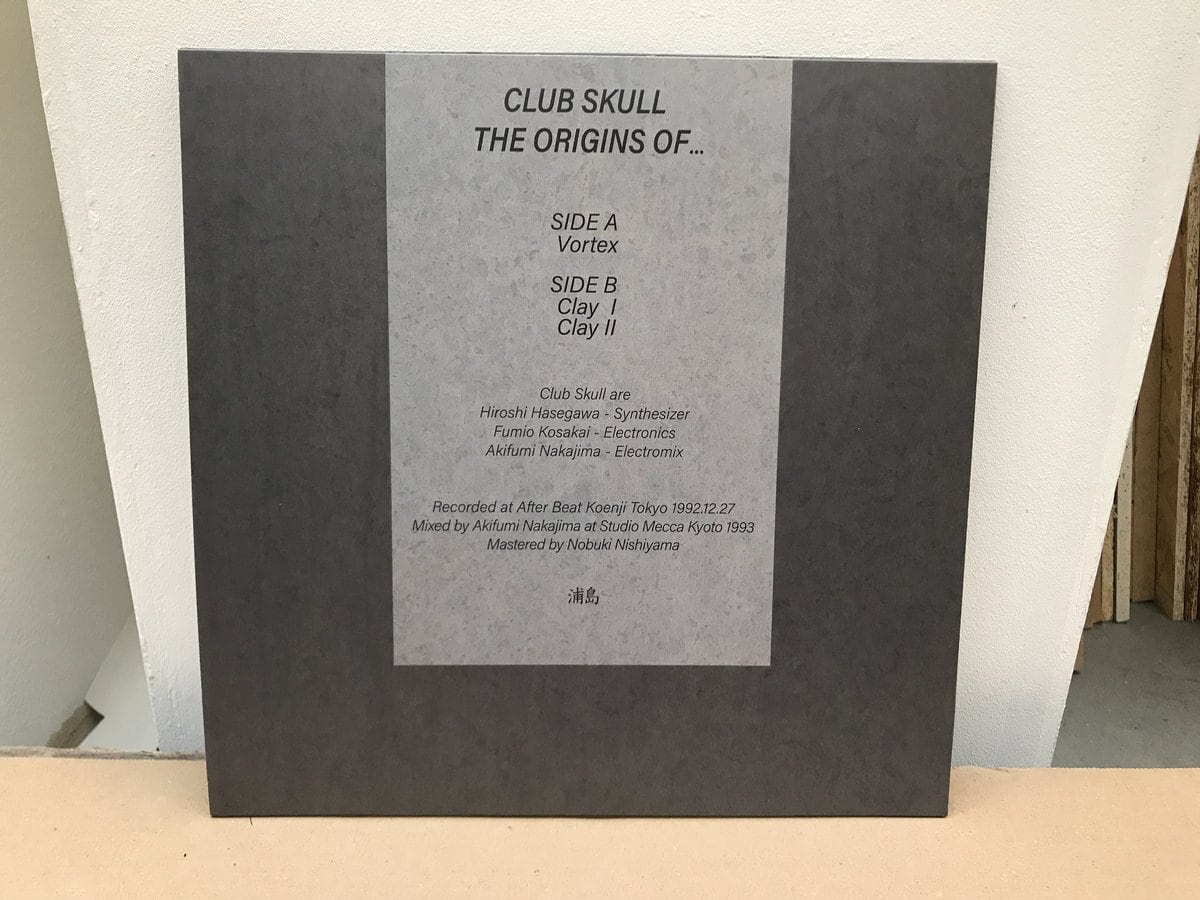 CLUB SKULL
THE ORIGINS OF...
SIDE A
Vortex
SIDE B
Clay I
Clay II
Club Skull are
Hiroshi Hasegawa - Synthesizer
Fumio Kosakai - Electronics
Akifumi Nakajima - Electromix
Recorded at After Beat Koenji Tokyo 1992.12.27
Mixed by Akifumi Nakajima at Studio Mecca Kyoto 1993
Mastered by Nobuki Nishiyama
浦島